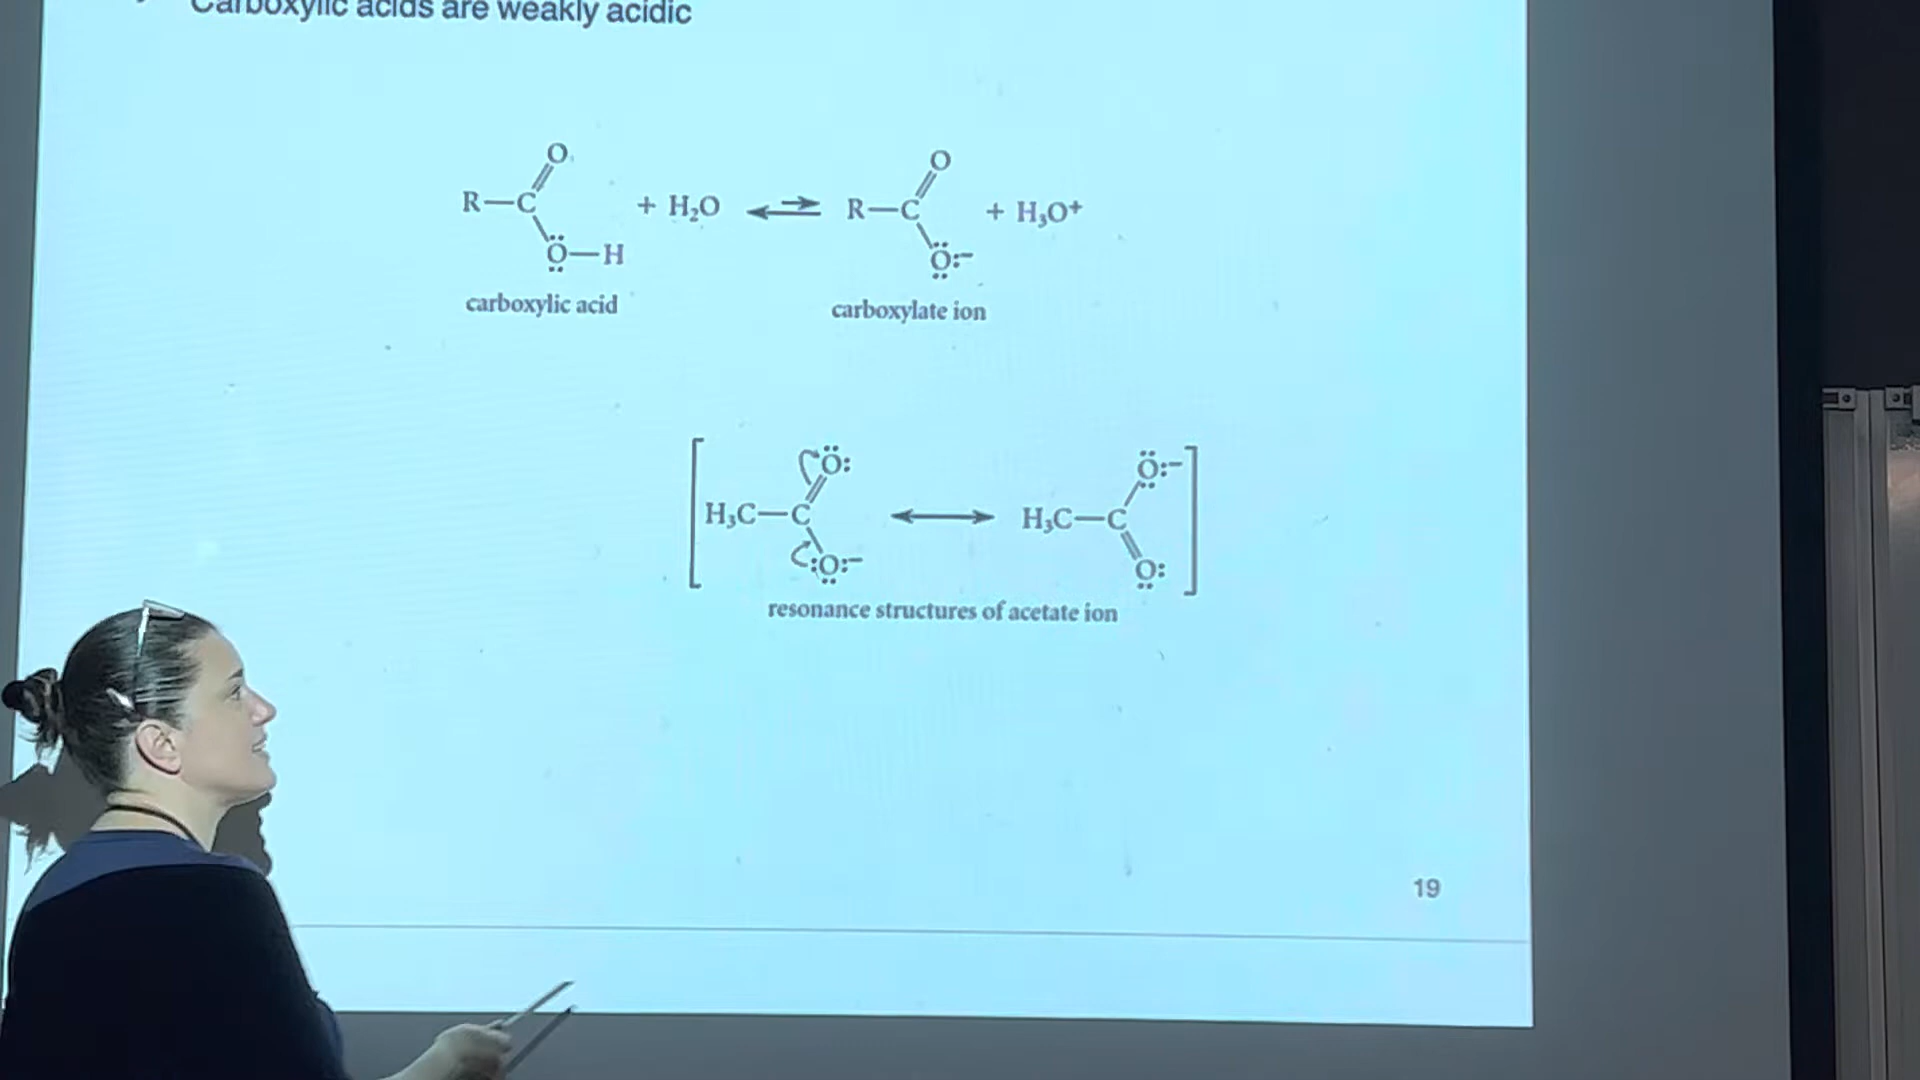 Carboxylic acids are weakly acidic
O
R—C + H₂O ⇌ R—C + H₃O⁺
Ö—H
carboxylic acid
O
Ö:⁻
carboxylate ion
Ö:
H₃C—C
:Ö:⁻
↔
Ö:⁻
H₃C—C
O:
resonance structures of acetate ion
19